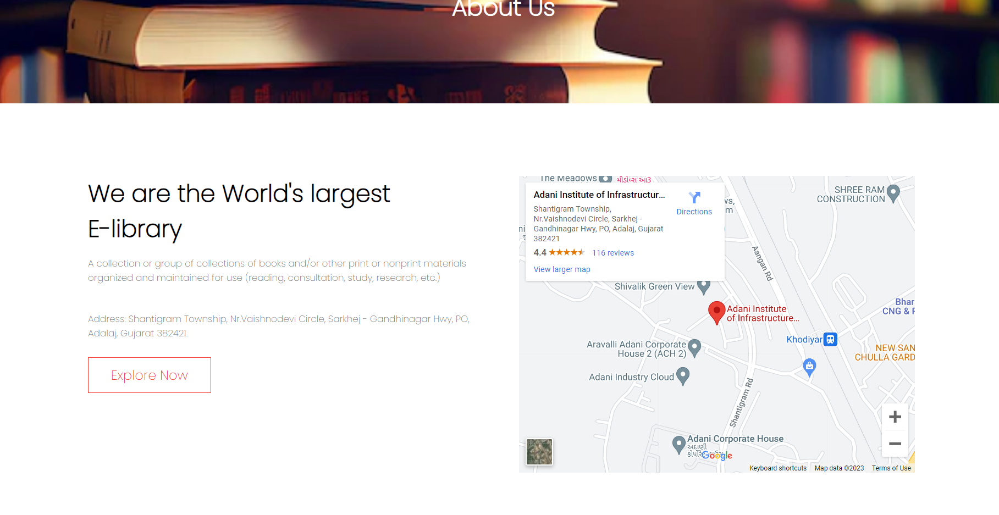 About Us
We are the World's largest
E-library
A collection or group of collections of books and/or other print or nonprint materials
organized and maintained for use (reading, consultation, study, research, etc.)
Address: Shantigram Township, Nr.Vaishnodevi Circle, Sarkhej - Gandhinagar Hwy, PO,
Adalaj, Gujarat 382421.
Explore Now
The Meadows
મીડોવ્સ આ3
Adani Institute of Infrastructur...
Directions
Shantigram Township,
Nr.Vaishnodevi Circle, Sarkhej -
Gandhinagar Hwy, PO, Adalaj, Gujarat
382421
4.4
116 reviews
View larger map
SHREE RAM
CONSTRUCTION
Aangan Rd
Shivalik Green View
Adani Institute
of Infrastructure...
Bhar
CNG & F
Khodiyar
Aravalli Adani Corporate
House 2 (ACH 2)
NEW SAN
CHULLA GARD
Adani Industry Cloud
Shantigram Rd
Adani Corporate House
અદાણી
Google
Keyboard shortcuts
Map data ©2023
Terms of Use